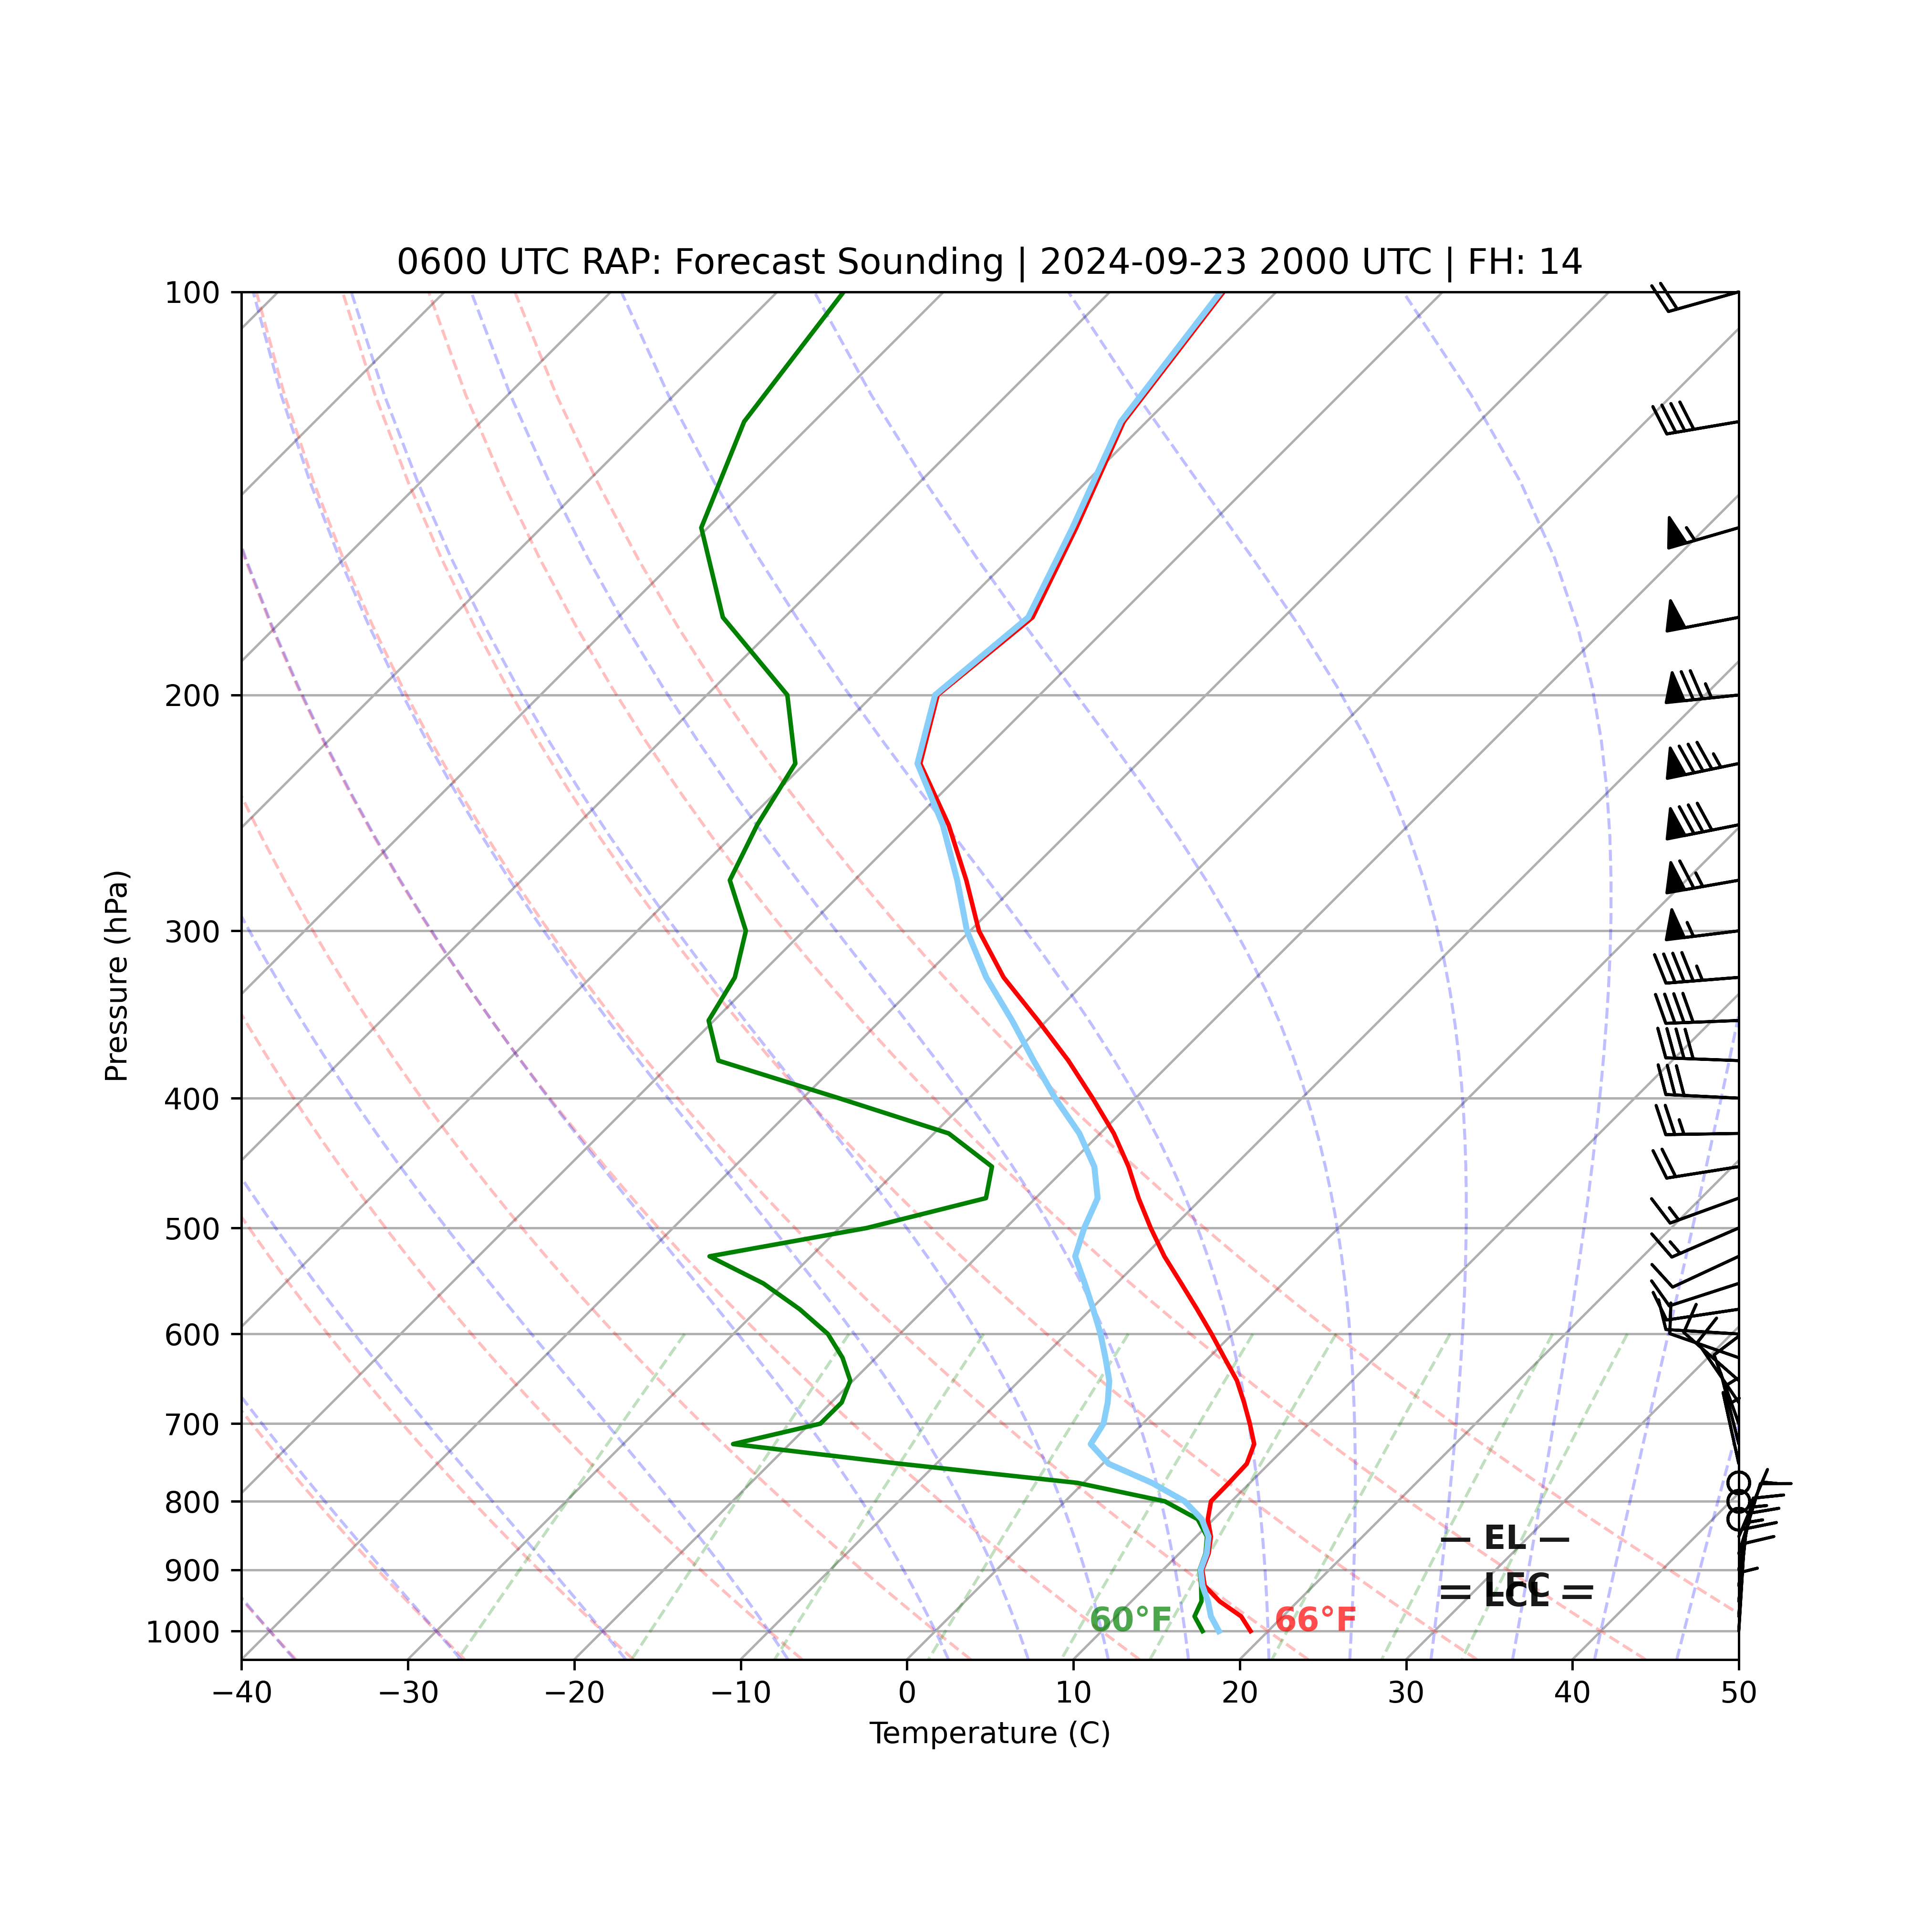 0600 UTC RAP: Forecast Sounding | 2024-09-23 2000 UTC | FH: 14
100
200
300
400
500
600
700
800
900
1000
Pressure (hPa)
— EL —
— LFC —
— LCL —
60°F
66°F
−40
−30
−20
−10
0
10
20
30
40
50
Temperature (C)